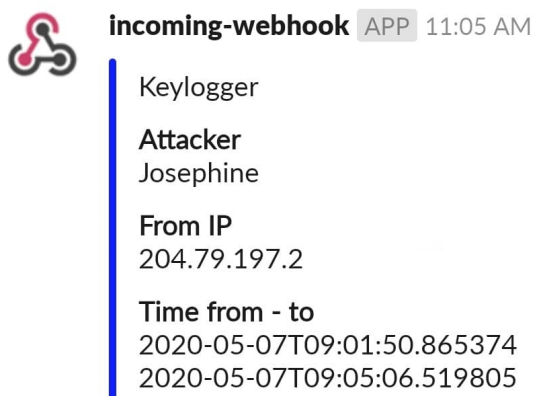 incoming-webhook APP 11:05 AM
Keylogger
Attacker
Josephine
From IP
204.79.197.2
Time from - to
2020-05-07T09:01:50.865374
2020-05-07T09:05:06.519805